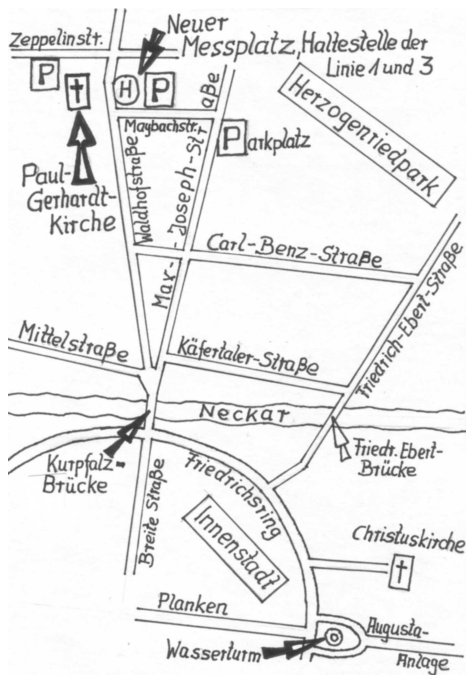 Neuer
Zeppelinstr.
Messplatz, Haltestelle der
Linie 1 und 3
P
H
P
Herzogenriedpark
Maybachstr.
Parkplatz
Paul-
Gerhardt-
Kirche
Waldhofstraße
Max-Joseph-Straße
Carl-Benz-Straße
Friedrich-Ebert-Straße
Mittelstraße
Käfertaler-Straße
Neckar
Kurpfalz-
Brücke
Friedr. Ebert-
Brücke
Friedrichsring
Breite Straße
Innenstadt
Christuskirche
Planken
Augusta-
Anlage
Wasserturm